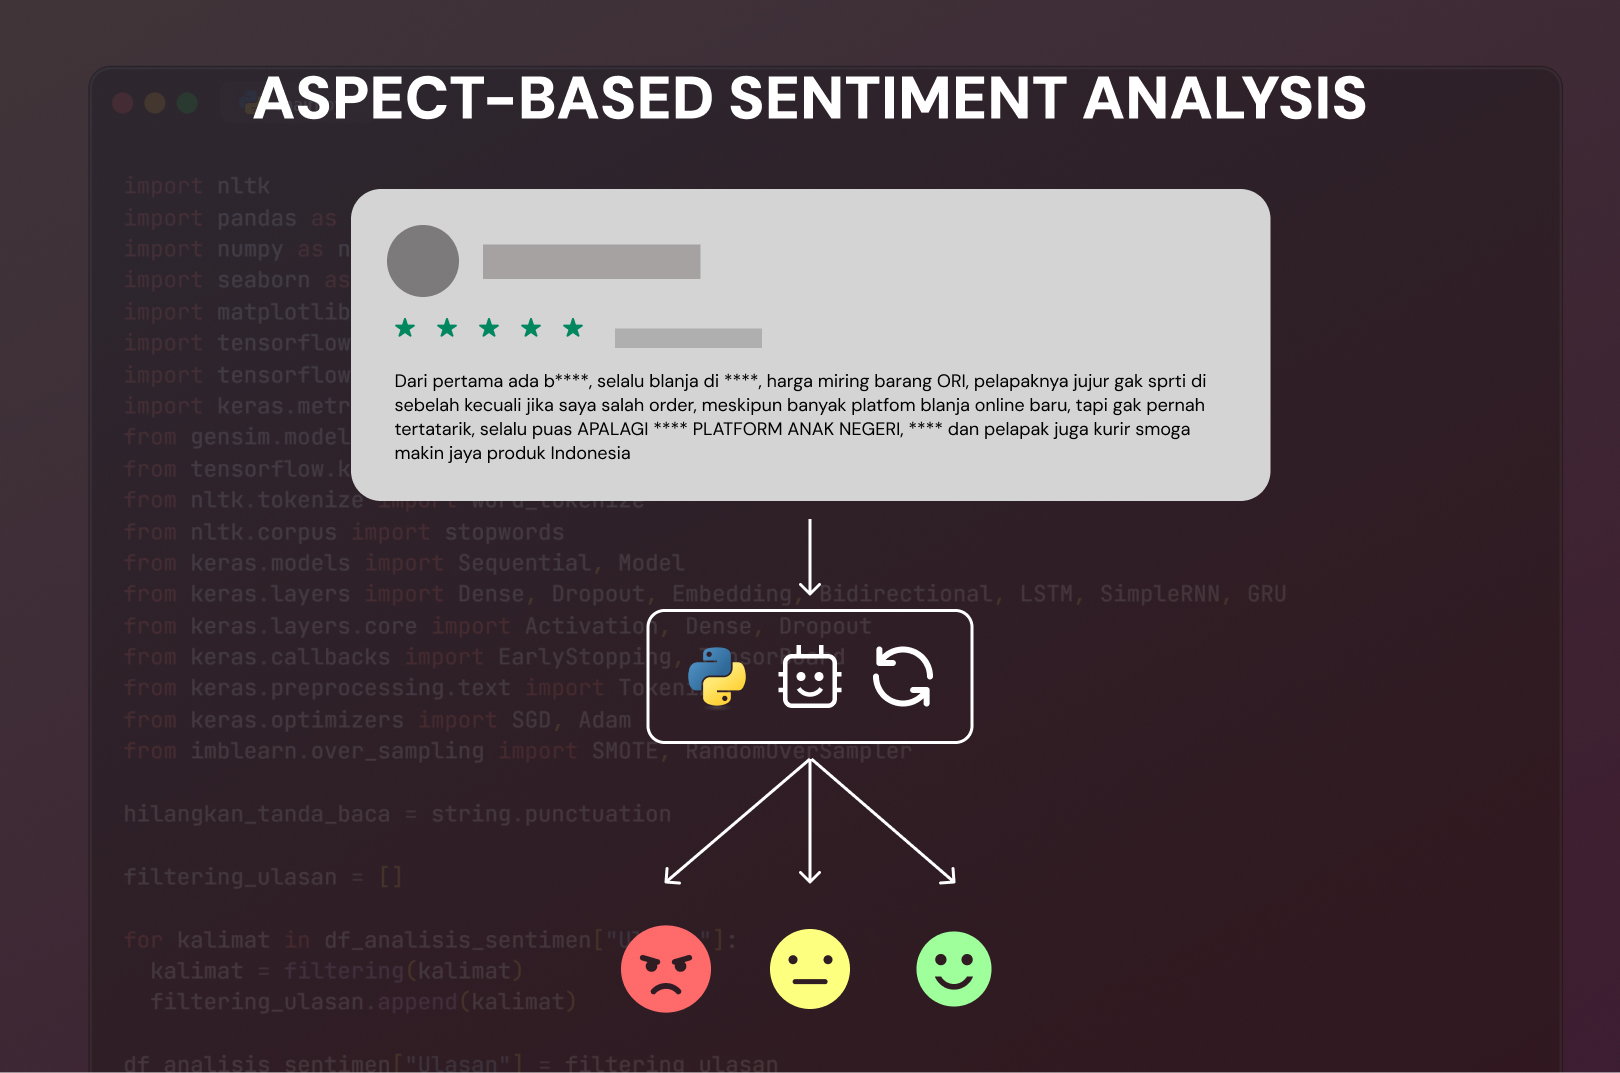 ASPECT-BASED SENTIMENT ANALYSIS
import nltk
import pandas as
import numpy as n
import seaborn as
import matplotlib
import tensorflow
import tensorflow
import keras.metr
from gensim.model
from tensorflow.k
from nltk.tokenize import word_tokenize
from nltk.corpus import stopwords
from keras.models import Sequential, Model
from keras.layers import Dense, Dropout, Embedding, Bidirectional, LSTM, SimpleRNN, GRU
from keras.layers.core import Activation, Dense, Dropout
from keras.callbacks import EarlyStopping, TensorBoard
from keras.preprocessing.text import Tokeni
from keras.optimizers import SGD, Adam
from imblearn.over_sampling import SMOTE, RandomOverSampler
hilangkan_tanda_baca = string.punctuation
filtering_ulasan = []
for kalimat in df_analisis_sentimen["Ulasan"]:
kalimat = filtering(kalimat)
filtering_ulasan.append(kalimat)
df_analisis_sentimen["Ulasan"] = filtering_ulasan
Dari pertama ada b****, selalu blanja di ****, harga miring barang ORI, pelapaknya jujur gak sprti di
sebelah kecuali jika saya salah order, meskipun banyak platfom blanja online baru, tapi gak pernah
tertatarik, selalu puas APALAGI **** PLATFORM ANAK NEGERI, **** dan pelapak juga kurir smoga
makin jaya produk Indonesia